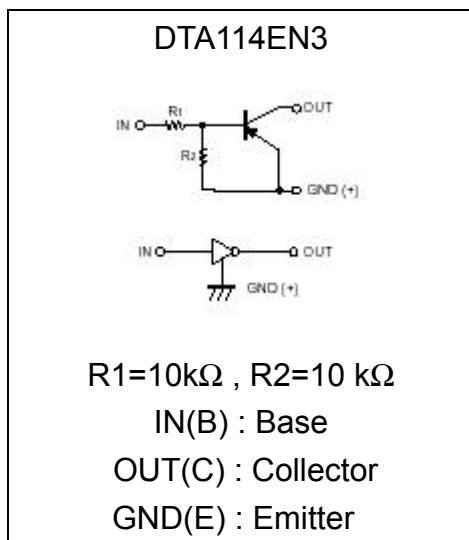 DTA114EN3
OUT
R1
IN
R2
GND (+)
IN
OUT
GND (+)
R1=10kΩ , R2=10 kΩ
IN(B) : Base
OUT(C) : Collector
GND(E) : Emitter